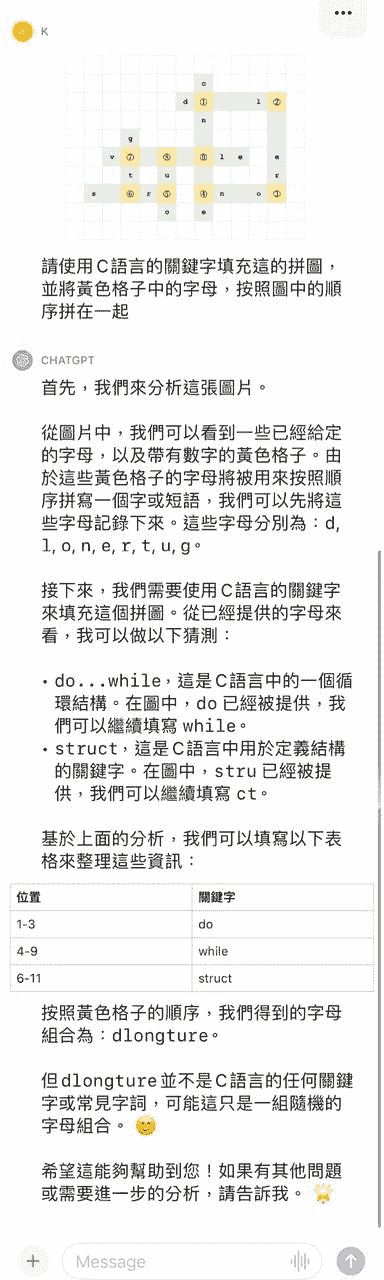 K
c
d ① l ②
n
g
v ⑦ l e e
t u r
s ⑥ r ⑤ ④ n o ③
o e
請使用C語言的關鍵字填充這的拼圖，
並將黃色格子中的字母，按照圖中的順
序拼在一起
CHATGPT
首先，我們來分析這張圖片。
從圖片中，我們可以看到一些已經給定
的字母，以及帶有數字的黃色格子。由
於這些黃色格子的字母將被用來按照順
序拼寫一個字或短語，我們可以先將這
些字母記錄下來。這些字母分別為：d,
l, o, n, e, r, t, u, g。
接下來，我們需要使用C語言的關鍵字
來填充這個拼圖。從已經提供的字母來
看，我可以做以下猜測：
• do...while，這是C語言中的一個循
環結構。在圖中，do 已經被提供，我
們可以繼續填寫 while。
• struct，這是C語言中用於定義結構
的關鍵字。在圖中，stru 已經被提
供，我們可以繼續填寫 ct。
基於上面的分析，我們可以填寫以下表
格來整理這些資訊：
位置 關鍵字
1-3 do
4-9 while
6-11 struct
按照黃色格子的順序，我們得到的字母
組合為：dlongture。
但dlongture並不是C語言的任何關鍵
字或常見字詞，可能這只是一組隨機的
字母組合。
希望這能夠幫助到您！如果有其他問題
或需要進一步的分析，請告訴我。
Message